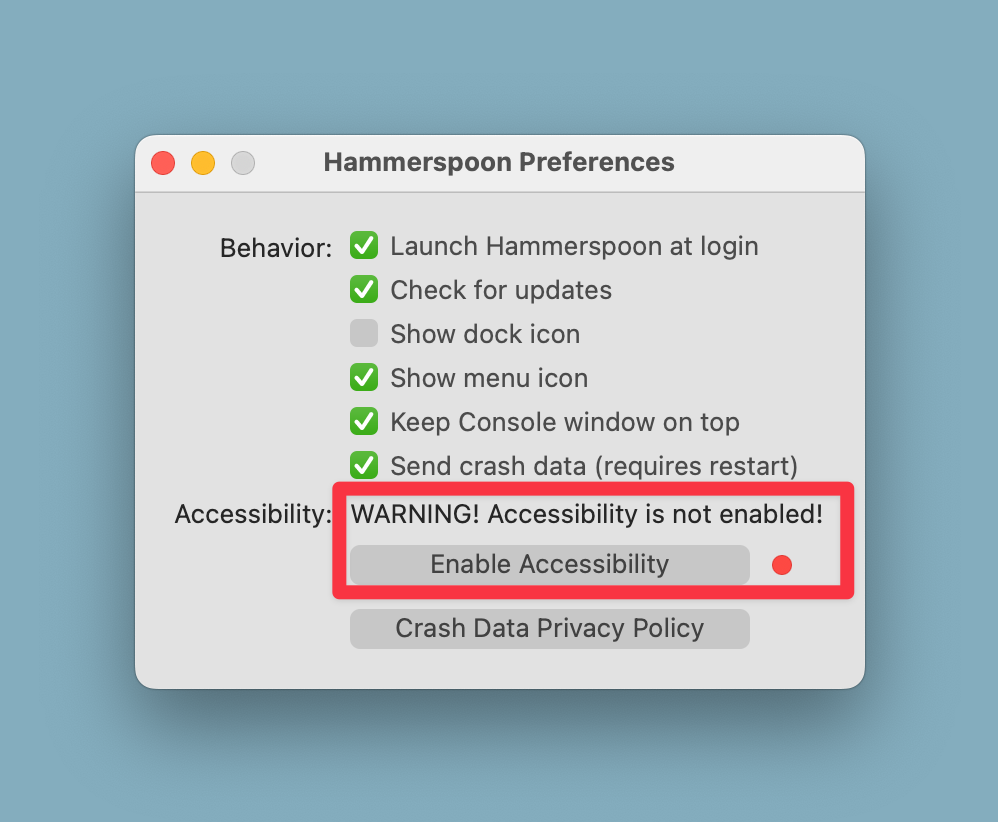 Hammerspoon Preferences
Behavior:
Launch Hammerspoon at login
Check for updates
Show dock icon
Show menu icon
Keep Console window on top
Send crash data (requires restart)
Accessibility: WARNING! Accessibility is not enabled!
Enable Accessibility
Crash Data Privacy Policy